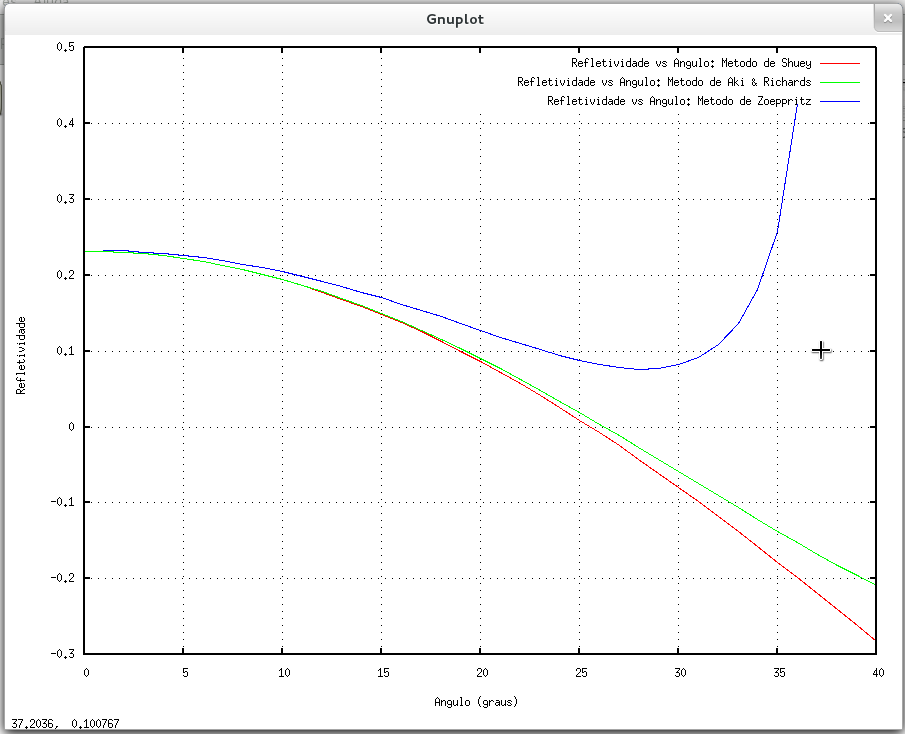 Gnuplot
Refletividade vs Angulo: Metodo de Shuey
Refletividade vs Angulo: Metodo de Aki & Richards
Refletividade vs Angulo: Metodo de Zoeppritz
0.5
0.4
0.3
0.2
0.1
0
-0.1
-0.2
-0.3
Refletividade
0 5 10 15 20 25 30 35 40
Angulo (graus)
37.2036, 0.100767